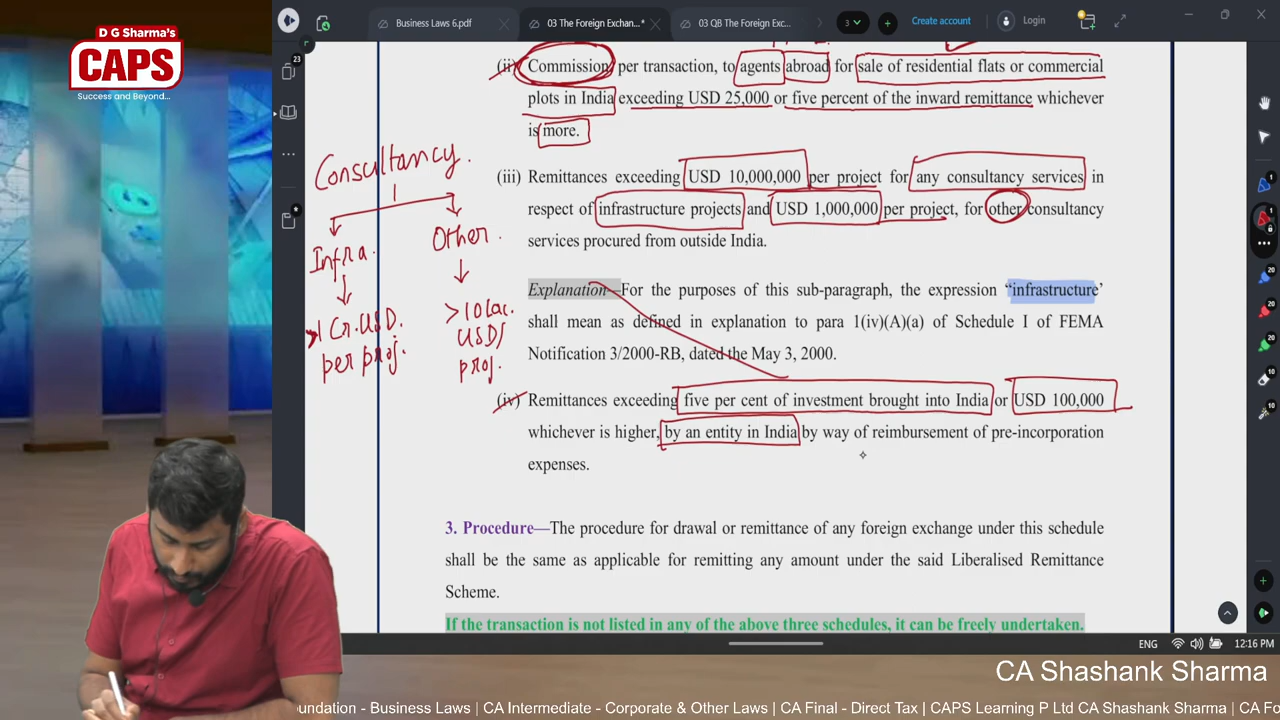 D G Sharma's
CAPS
Success and Beyond...
Business Laws 6.pdf
03 The Foreign Exchan...*
03 QB The Foreign Exc...
3
Create account
Login
23
(ii) Commission per transaction, to agents abroad for sale of residential flats or commercial
plots in India exceeding USD 25,000 or five percent of the inward remittance whichever
is more.
(iii) Remittances exceeding USD 10,000,000 per project for any consultancy services in
respect of infrastructure projects and USD 1,000,000 per project, for other consultancy
services procured from outside India.
Explanation—For the purposes of this sub-paragraph, the expression “infrastructure’
shall mean as defined in explanation to para 1(iv)(A)(a) of Schedule I of FEMA
Notification 3/2000-RB, dated the May 3, 2000.
(iv) Remittances exceeding five per cent of investment brought into India or USD 100,000
whichever is higher, by an entity in India by way of reimbursement of pre-incorporation
expenses.
3. Procedure—The procedure for drawal or remittance of any foreign exchange under this schedule
shall be the same as applicable for remitting any amount under the said Liberalised Remittance
Scheme.
If the transaction is not listed in any of the above three schedules, it can be freely undertaken.
Consultancy.
Infra.
>1 Cr. USD.
per proj.
Other.
>10 lac.
USD/
proj.
1
1
20
20
20
10
10
ENG
12:16 PM
CA Shashank Sharma
oundation - Business Laws | CA Intermediate - Corporate & Other Laws | CA Final - Direct Tax | CAPS Learning P Ltd CA Shashank Sharma | CA Fo